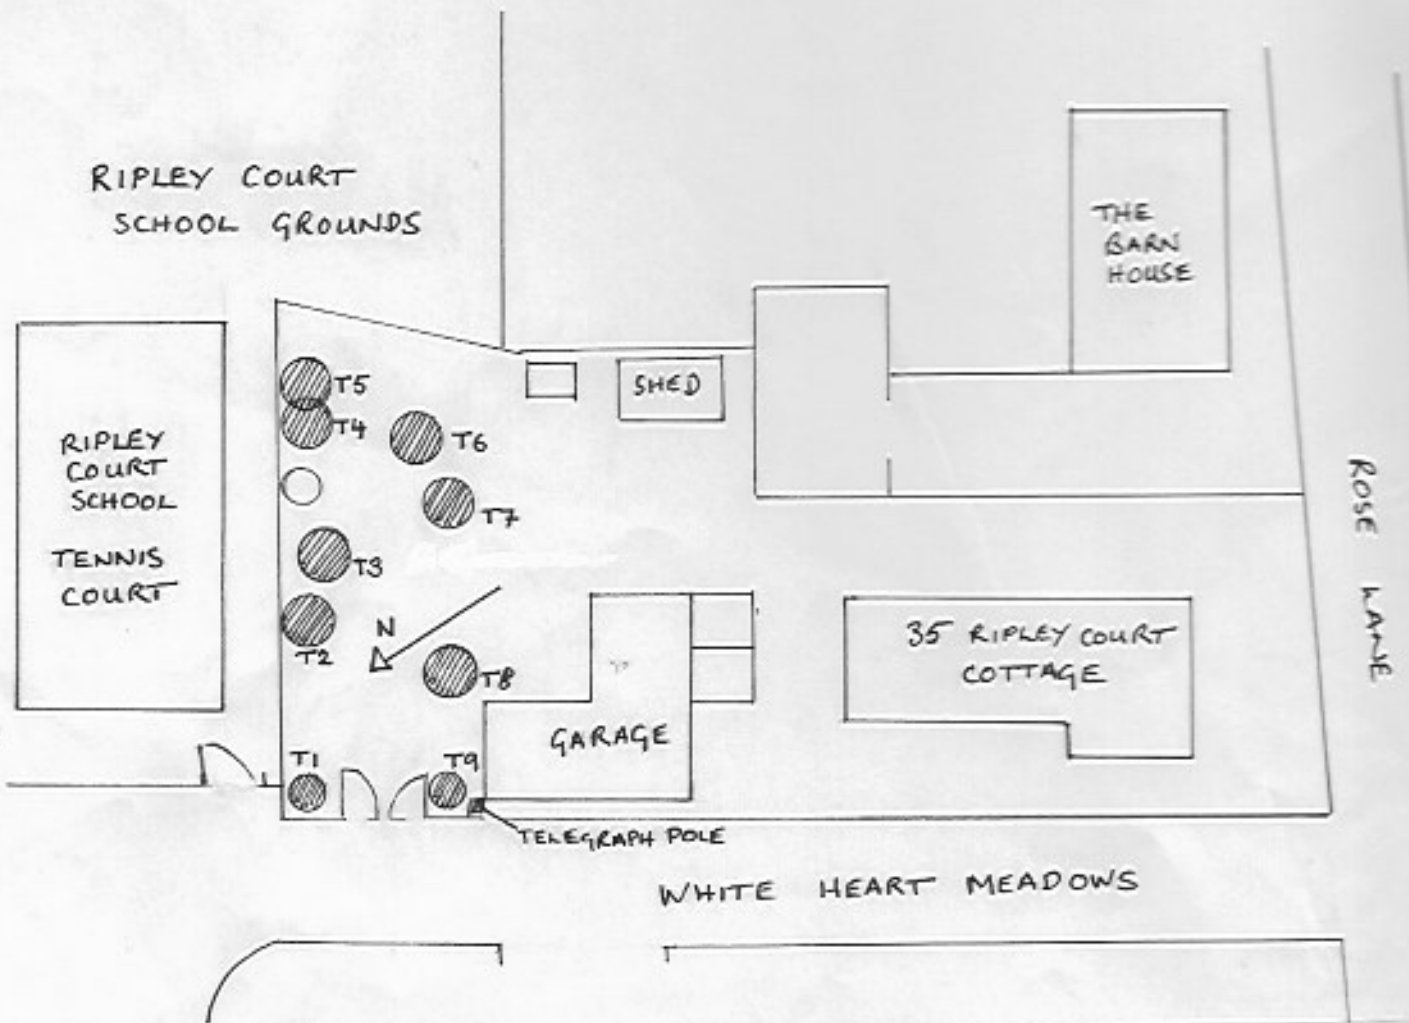 RIPLEY COURT
SCHOOL GROUNDS
THE
BARN
HOUSE
RIPLEY
COURT
SCHOOL
TENNIS
COURT
T5
T4
T6
T7
T3
T2
N
T8
T1
T9
SHED
GARAGE
35 RIPLEY COURT
COTTAGE
ROSE LANE
TELEGRAPH POLE
WHITE HEART MEADOWS